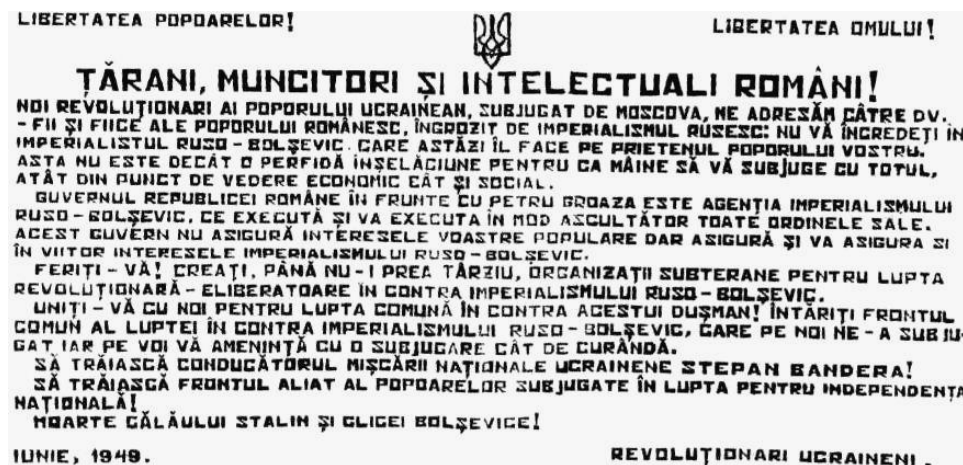 LIBERTATEA POPOARELOR!
LIBERTATEA OMULUI!
ȚĂRANI, MUNCITORI ȘI INTELECTUALI ROMÂNI!
NOI REVOLUȚIONARI AI POPORULUI UCRAINEAN, SUBJUGAT DE MOSCOVA, NE ADRESĂM CĂTRE DV.
- FII ȘI FIICE ALE POPORULUI ROMÂNESC, ÎNGROZIT DE IMPERIALISMUL RUSESC: NU VĂ ÎNCREDEȚI ÎN
IMPERIALISTUL RUSO - BOLȘEVIC, CARE ASTĂZI ÎL FACE PE PRIETENUL POPORULUI VOSTRU.
ASTA NU ESTE DECÂT O PERFIDĂ ÎNȘELĂCIUNE PENTRU CA MÂINE SĂ VĂ SUBJUGE CU TOTUL,
ATÂT DIN PUNCT DE VEDERE ECONOMIC CÂT ȘI SOCIAL.
GUVERNUL REPUBLICEI ROMÂNE ÎN FRUNTE CU PETRU GROAZA ESTE AGENȚIA IMPERIALISMULUI
RUSO - BOLȘEVIC, CE EXECUTĂ ȘI VA EXECUTA ÎN MOD ASCULTĂTOR TOATE ORDINELE SALE.
ACEST GUVERN NU ASIGURĂ INTERESELE VOASTRE POPULARE DAR ASIGURĂ ȘI VA ASIGURA SI
ÎN VIITOR INTERESELE IMPERIALISMULUI RUSO - BOLȘEVIC.
FERIȚI - VĂ! CREAȚI, PÂNĂ NU - I PREA TÂRZIU, ORGANIZAȚII SUBTERANE PENTRU LUPTA
REVOLUȚIONARĂ - ELIBERATOARE ÎN CONTRA IMPERIALISMULUI RUSO - BOLȘEVIC.
UNIȚI - VĂ CU NOI PENTRU LUPTA COMUNĂ ÎN CONTRA ACESTUI DUȘMAN! ÎNTĂRIȚI FRONTUL
COMUN AL LUPTEI ÎN CONTRA IMPERIALISMULUI RUSO - BOLȘEVIC, CARE PE NOI NE - A SUBJU-
GAT IAR PE VOI VĂ AMENINȚĂ CU O SUBJUGARE CÂT DE CURÂNDĂ.
SĂ TRĂIASCĂ CONDUCĂTORUL MIȘCĂRII NAȚIONALE UCRAINENE STEPAN BANDERA!
SĂ TRĂIASCĂ FRONTUL ALIAT AL POPOARELOR SUBJUGATE ÎN LUPTA PENTRU INDEPENDENȚA
NAȚIONALĂ!
MOARTE CĂLĂULUI STALIN ȘI CLICEI BOLȘEVICE!
IUNIE, 1949.
REVOLUȚIONARI UCRAINENI.